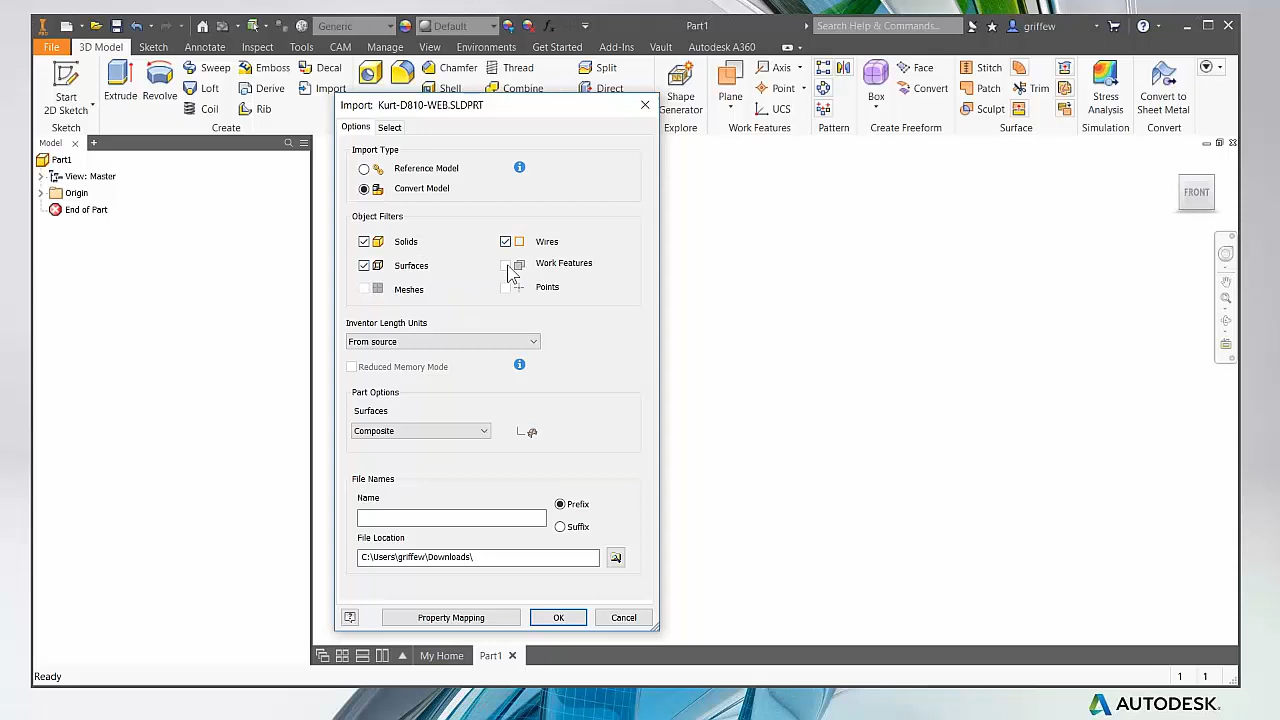 Generic
Default
Part1
Search Help & Commands...
griffew
File
3D Model
Sketch
Annotate
Inspect
Tools
CAM
Manage
View
Environments
Get Started
Add-Ins
Vault
Autodesk A360
Start
2D Sketch
Sketch
Extrude
Revolve
Sweep
Loft
Coil
Emboss
Derive
Rib
Decal
Import
Create
Chamfer
Shell
Thread
Combine
Split
Direct
Shape
Generator
Explore
Plane
Axis
Point
UCS
Work Features
Pattern
Box
Face
Convert
Create Freeform
Stitch
Patch
Sculpt
Trim
Surface
Stress
Analysis
Simulation
Convert to
Sheet Metal
Convert
Model
Part1
View: Master
Origin
End of Part
FRONT
Import: Kurt-D810-WEB.SLDPRT
Options
Select
Import Type
Reference Model
Convert Model
Object Filters
Solids
Wires
Surfaces
Work Features
Meshes
Points
Inventor Length Units
From source
Reduced Memory Mode
Part Options
Surfaces
Composite
File Names
Name
Prefix
Suffix
File Location
C:\Users\griffew\Downloads\
Property Mapping
OK
Cancel
My Home
Part1
Ready
1
1
AUTODESK.